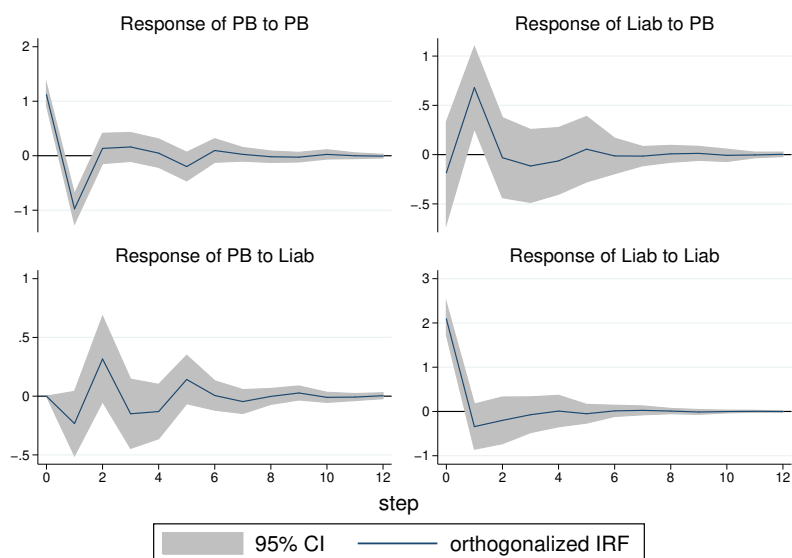 Response of PB to PB
2
1
0
−1
Response of Liab to PB
1
.5
0
−.5
Response of PB to Liab
1
.5
0
−.5
0 2 4 6 8 10 12
Response of Liab to Liab
3
2
1
0
−1
0 2 4 6 8 10 12
step
95% CI orthogonalized IRF